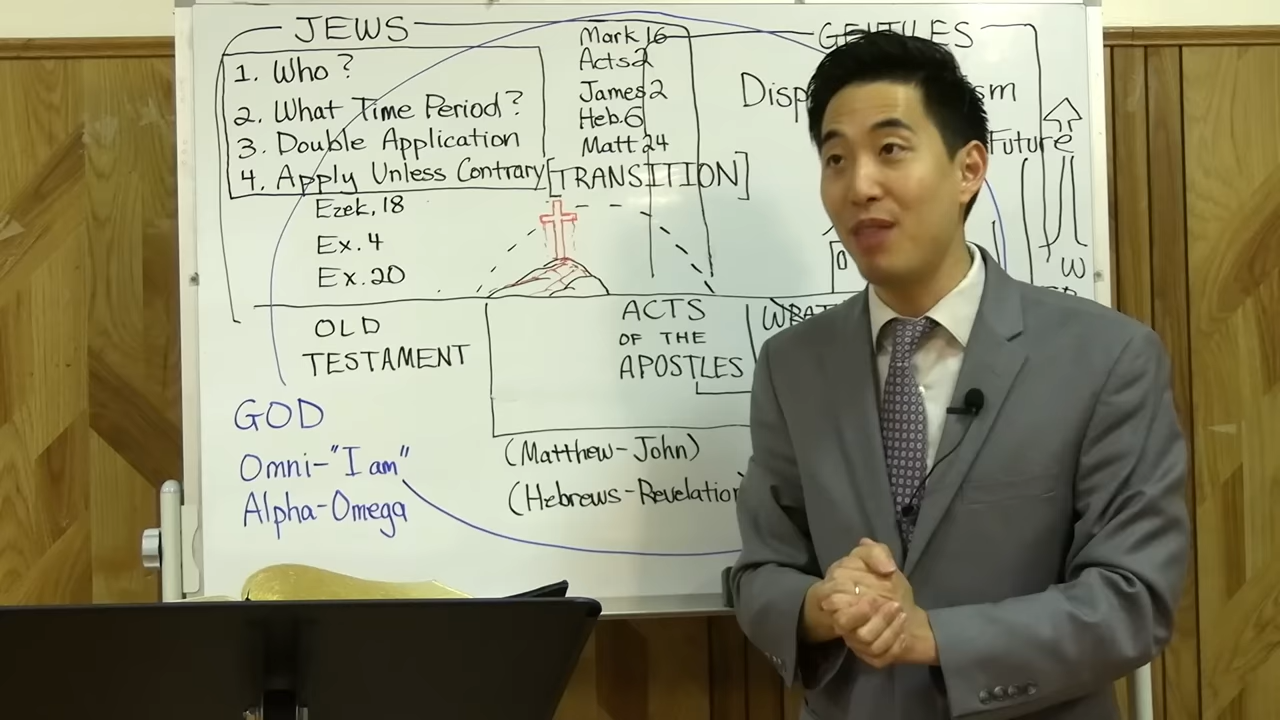 JEWS
1. Who?
2. What Time Period?
3. Double Application
4. Apply Unless Contrary
Ezek. 18
Ex. 4
Ex. 20
Mark 16
Acts 2
James 2
Heb. 6
Matt 24
[TRANSITION]
GENTILES
Future
W
OLD
TESTAMENT
ACTS
OF THE
APOSTLES
GOD
Omni-"I am"
Alpha-Omega
(Matthew-John)
(Hebrews-Revelation